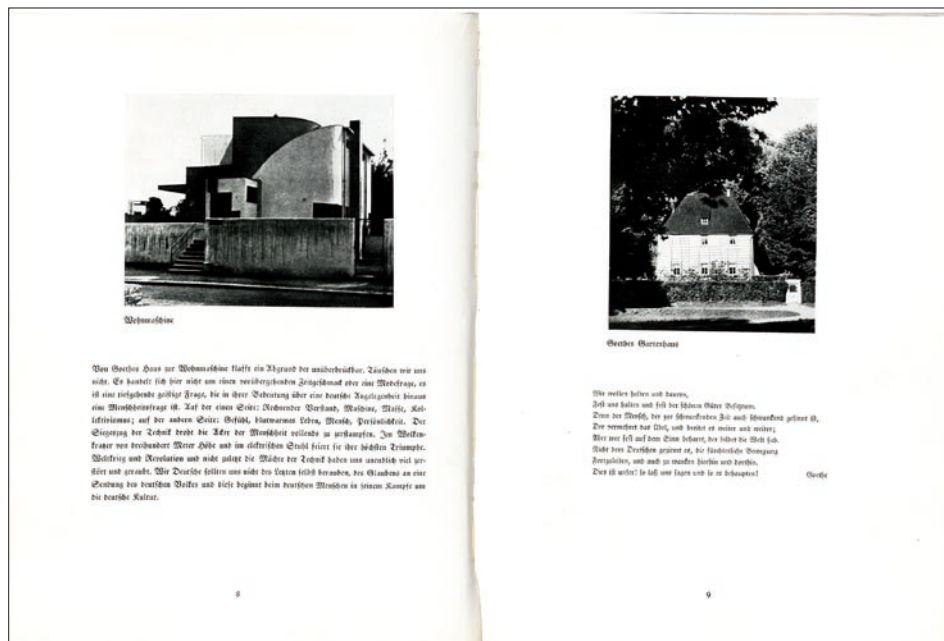 Wohnmaschine
Von Goethes Haus zur Wohnmaschine klafft ein Abgrund der unüberbrückbar. Täuschen wir uns
nicht. Es handelt sich hier nicht um einen vorübergehenden Zeitgeschmack oder eine Modefrage, es
ist eine tiefgehende geistige Frage, die in ihrer Bedeutung über eine deutsche Angelegenheit hinaus
eine Menschheitsfrage ist. Auf der einen Seite: Rechnender Verstand, Maschine, Masse, Kol-
lektivismus; auf der andern Seite: Gefühl, blutwarmes Leben, Mensch, Persönlichkeit. Der
Siegeszug der Technik droht die Äcker der Menschheit vollends zu zerstampfen. Im Wolken-
kratzer von dreihundert Meter Höhe und im elektrischen Stuhl feiert sie ihre höchsten Triumphe.
Weltkrieg und Revolution und nicht zuletzt die Mächte der Technik haben uns unendlich viel zer-
stört und geraubt. Wir Deutsche sollten uns nicht des Letzten selbst berauben, des Glaubens an eine
Sendung des deutschen Volkes und diese beginnt beim deutschen Menschen in seinem Kampfe um
die deutsche Kultur.
8
Goethes Gartenhaus
Wir wollen halten und dauern,
Fest uns halten und fest der schönen Güter Besitztum.
Denn der Mensch, der zur schwankenden Zeit auch schwankend gesinnt ist,
Der vermehret das Übel, und breitet es weiter und weiter;
Aber wer fest auf dem Sinn beharrt, der bildet die Welt sich.
Nicht dem Deutschen geziemt es, die fürchterliche Bewegung
Fortzuleiten, und auch zu wanken hierhin und dorthin.
Dies ist unser! so laß uns sagen und so es behaupten!
Goethe
9